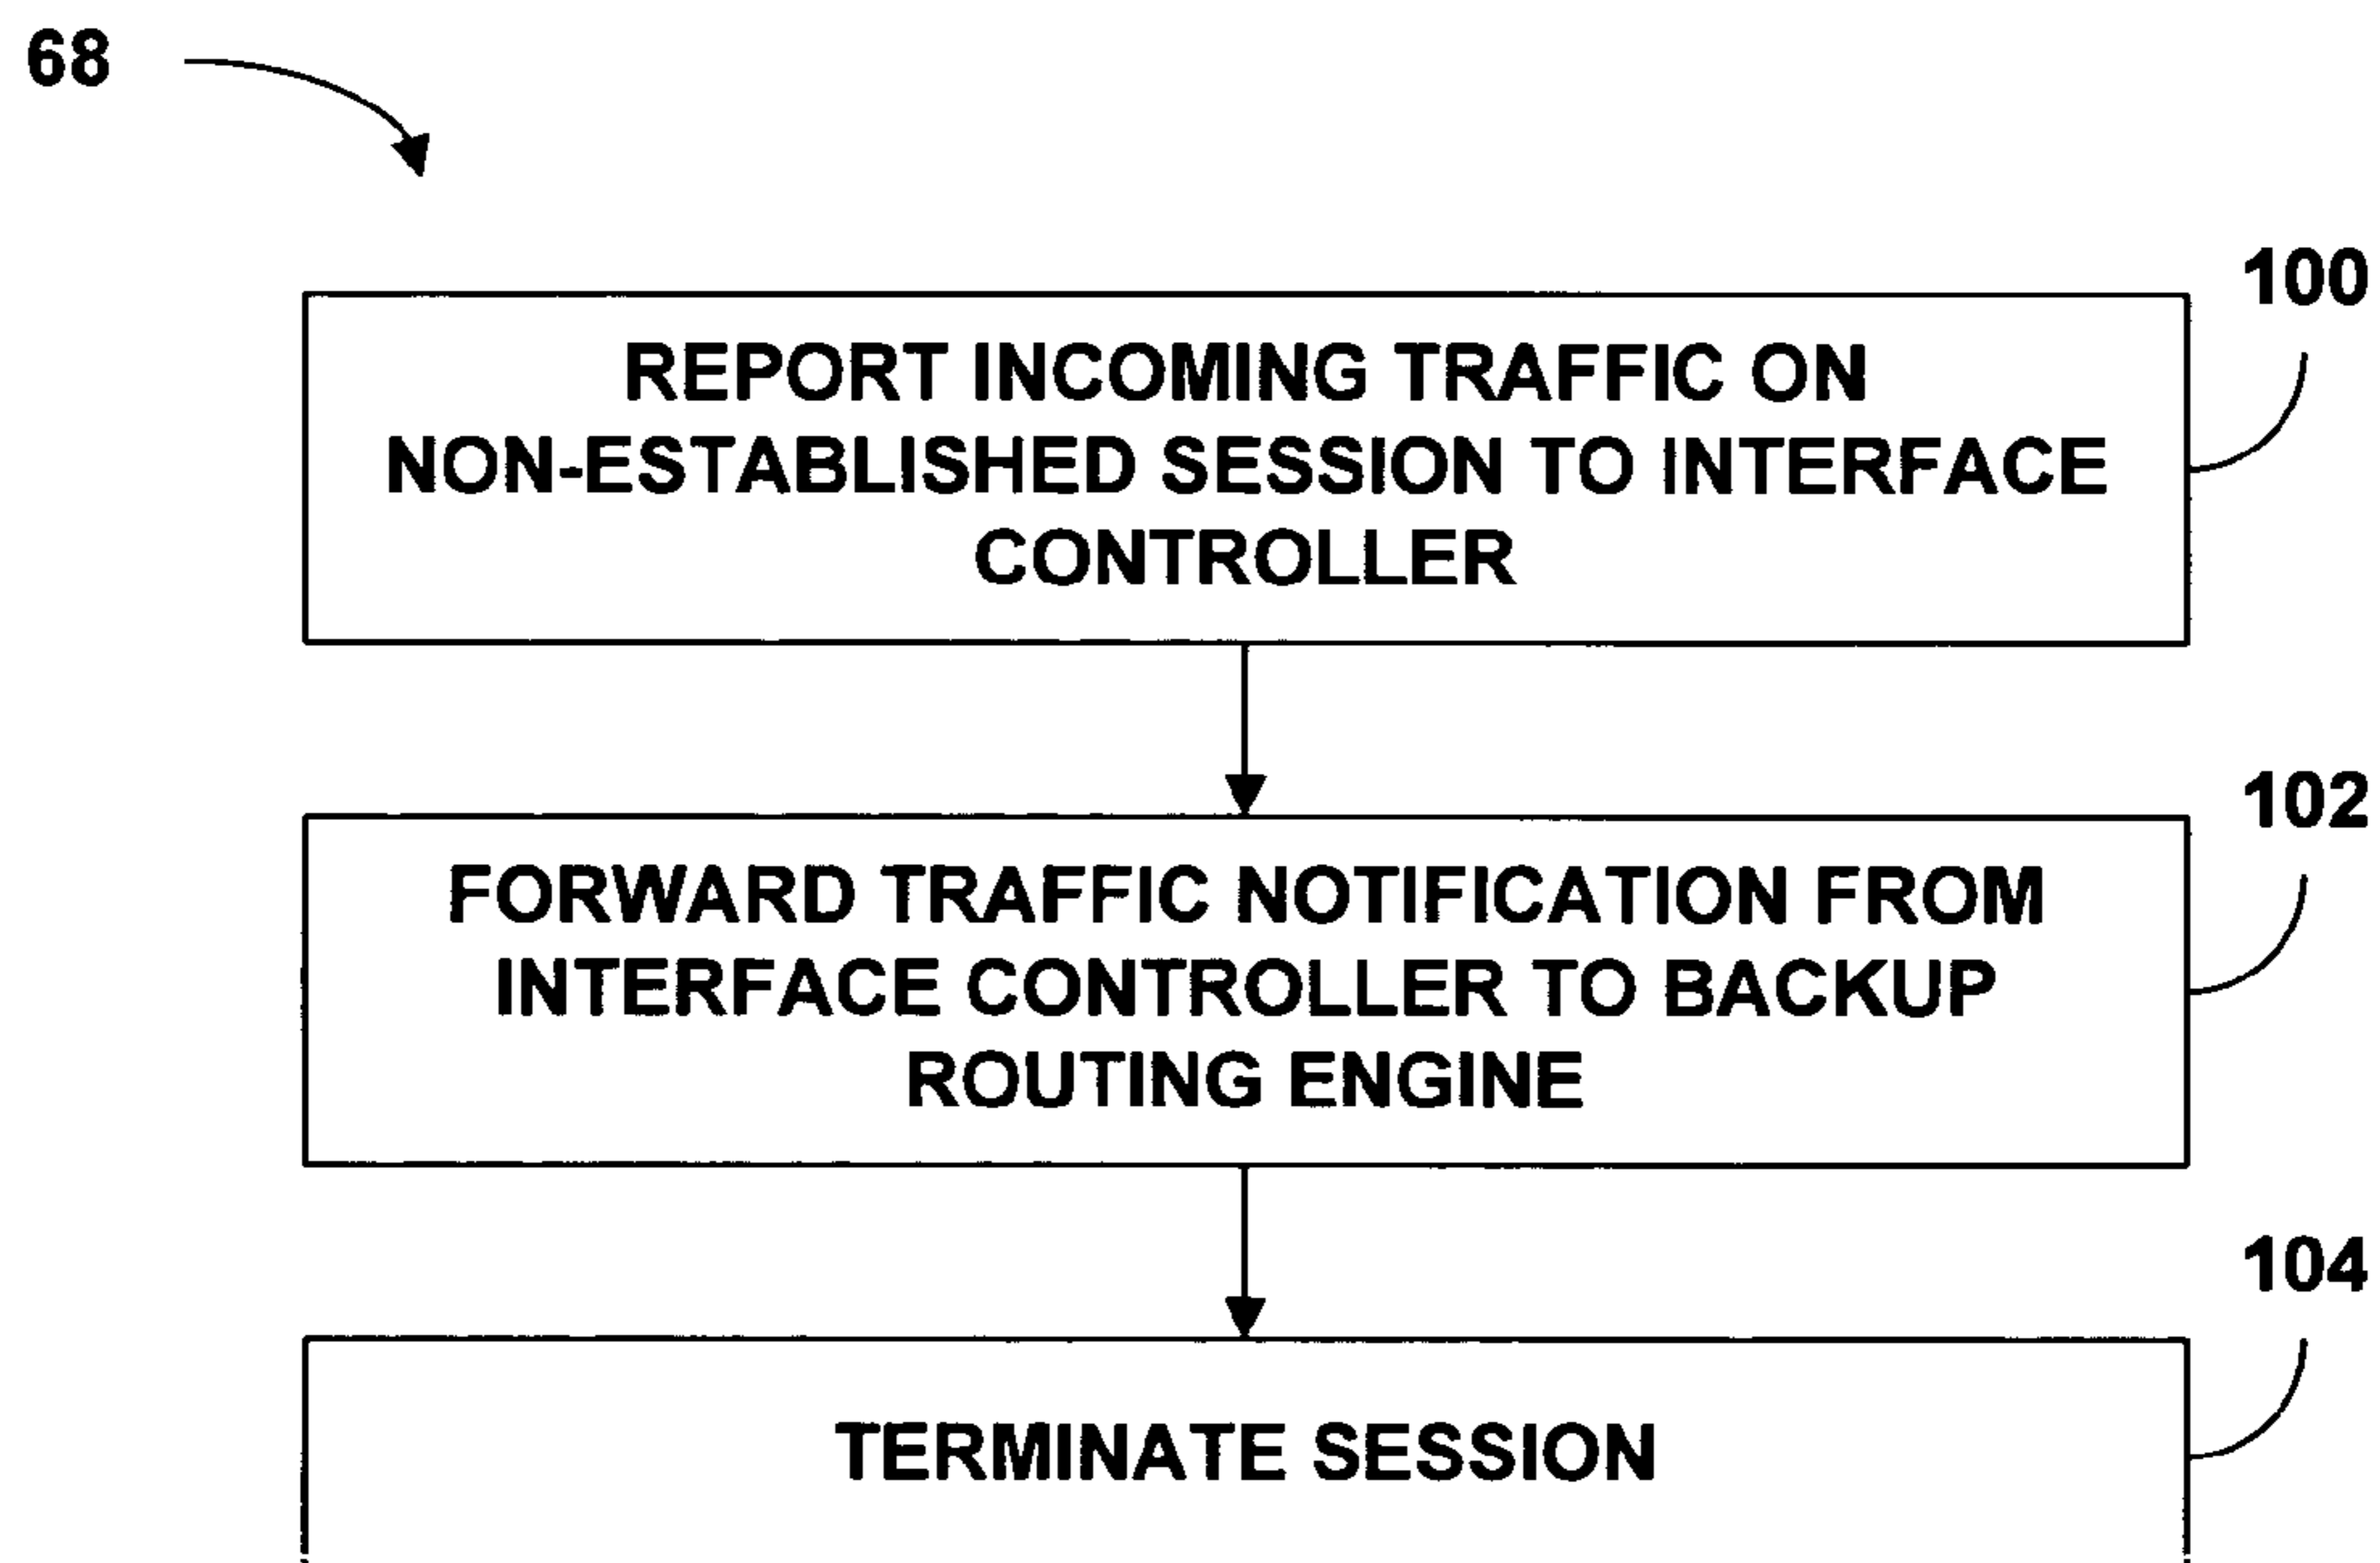 68
100
REPORT INCOMING TRAFFIC ON
NON-ESTABLISHED SESSION TO INTERFACE
CONTROLLER
102
FORWARD TRAFFIC NOTIFICATION FROM
INTERFACE CONTROLLER TO BACKUP
ROUTING ENGINE
104
TERMINATE SESSION